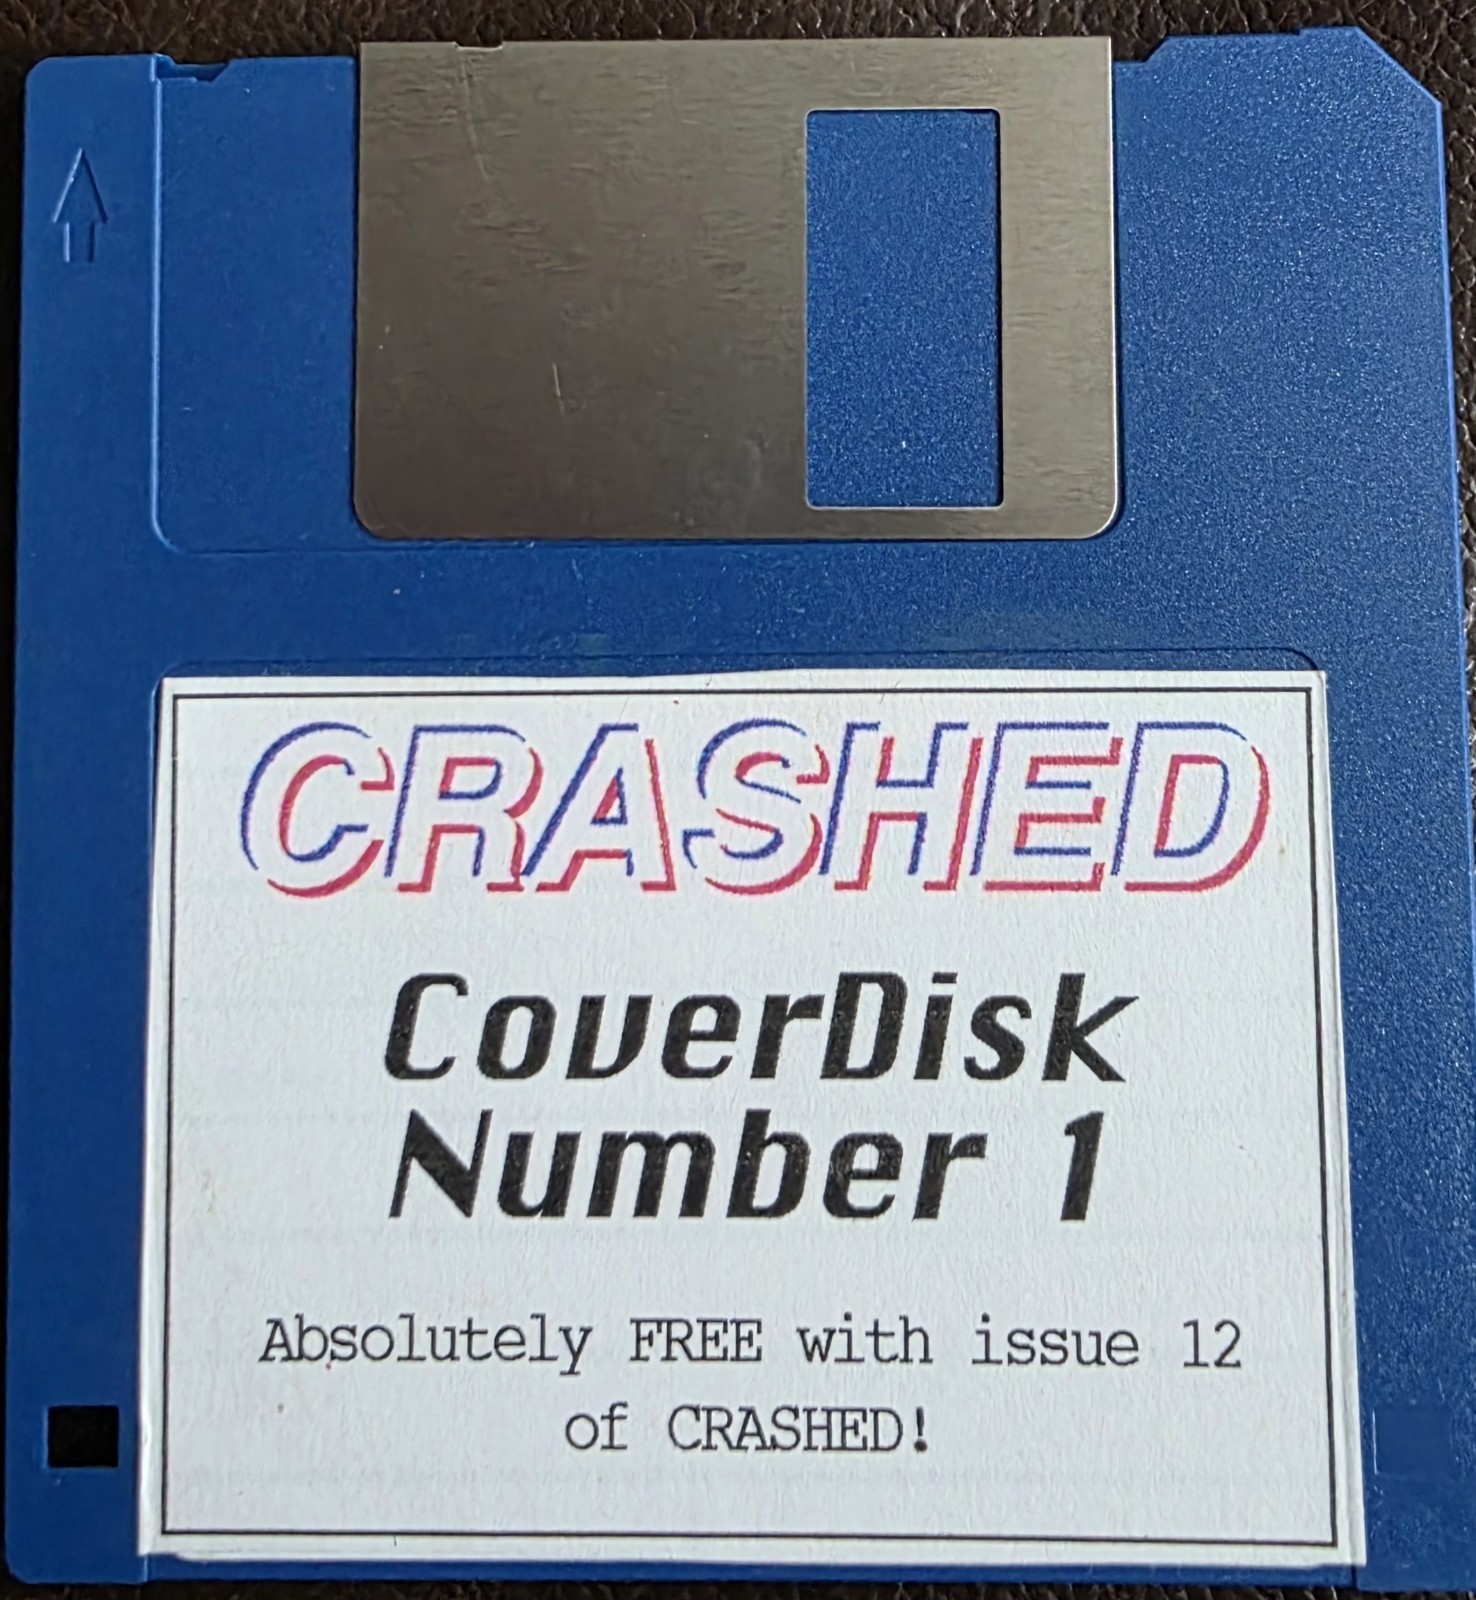 CRASHED
CoverDisk
Number 1
Absolutely FREE with issue 12
of CRASHED!